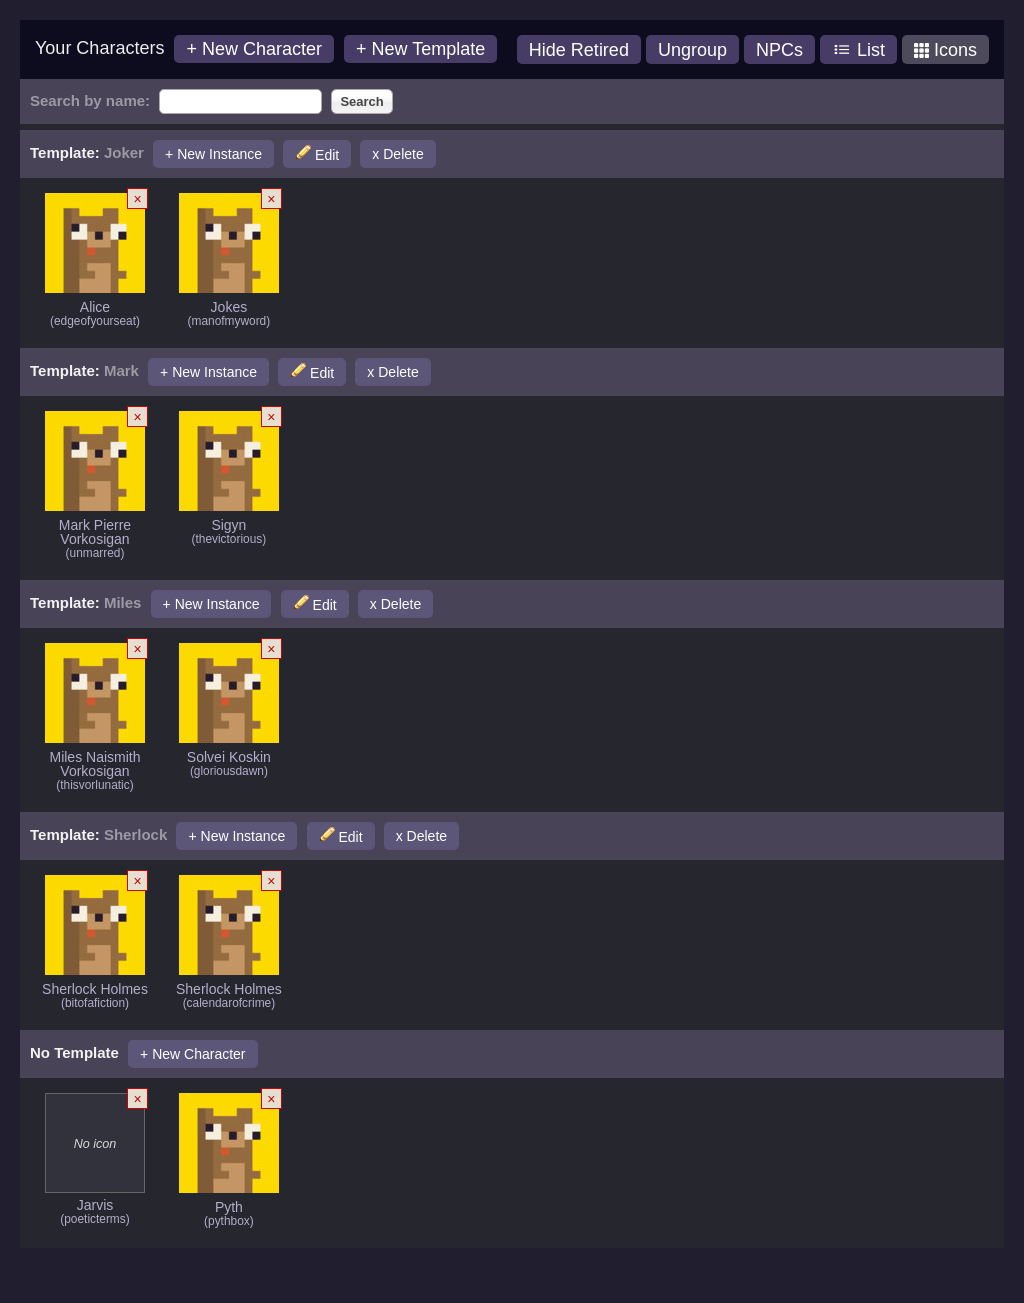 Your Characters + New Character + New Template Hide Retired Ungroup NPCs List Icons
Search by name: Search
Template: Joker + New Instance Edit x Delete
× ×
Alice Jokes
(edgeofyourseat) (manofmyword)
Template: Mark + New Instance Edit x Delete
× ×
Mark Pierre Sigyn
Vorkosigan (thevictorious)
(unmarred)
Template: Miles + New Instance Edit x Delete
× ×
Miles Naismith Solvei Koskin
Vorkosigan (gloriousdawn)
(thisvorlunatic)
Template: Sherlock + New Instance Edit x Delete
× ×
Sherlock Holmes Sherlock Holmes
(bitofafiction) (calendarofcrime)
No Template + New Character
× ×
No icon
Jarvis Pyth
(poeticterms) (pythbox)